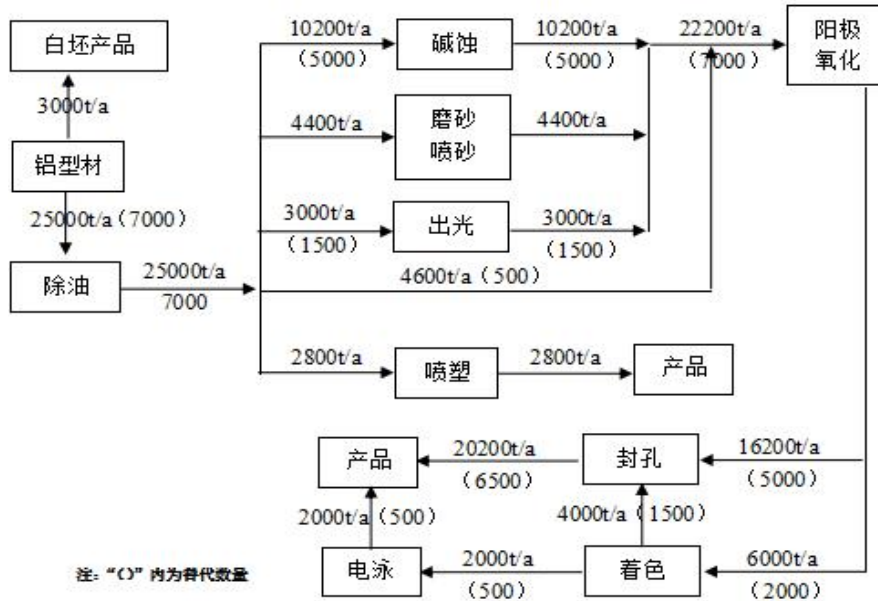 白坯产品
3000t/a
铝型材
25000t/a（7000）
除油
25000t/a
7000
10200t/a
（5000）
碱蚀
10200t/a
（5000）
22200t/a
（7000）
阳极
氧化
4400t/a
磨砂
喷砂
4400t/a
3000t/a
（1500）
出光
3000t/a
（1500）
4600t/a（500）
2800t/a
喷塑
2800t/a
产品
产品
20200t/a
（6500）
封孔
16200t/a
（5000）
2000t/a（500）
4000t/a（1500）
电泳
2000t/a
（500）
着色
6000t/a
（2000）
注：“（）”内为替代数量